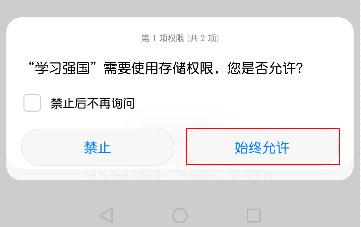 第 1 项权限 (共 2 项)
“学习强国”需要使用存储权限，您是否允许？
禁止后不再询问
禁止
始终允许